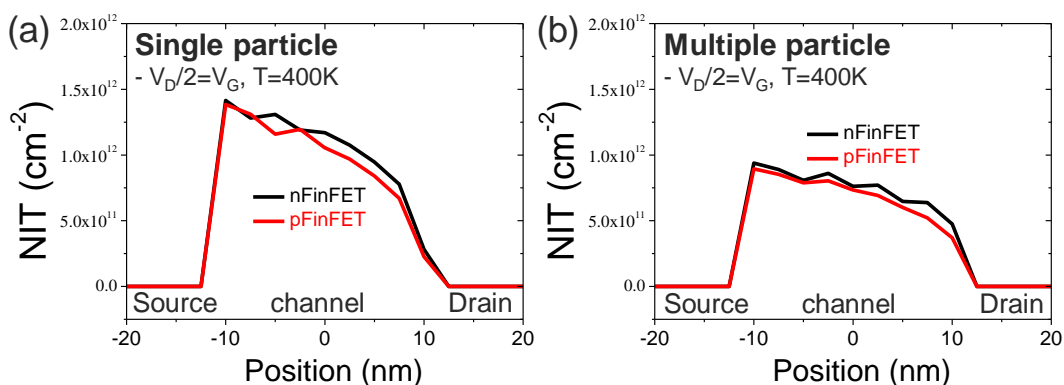 (a)
Single particle
- V_D/2=V_G, T=400K
NIT (cm^-2)
2.0x10^12
1.5x10^12
1.0x10^12
5.0x10^11
0.0
nFinFET
pFinFET
Source channel Drain
-20 -10 0 10 20
Position (nm)
(b)
Multiple particle
- V_D/2=V_G, T=400K
NIT (cm^-2)
2.0x10^12
1.5x10^12
1.0x10^12
5.0x10^11
0.0
nFinFET
pFinFET
Source channel Drain
-20 -10 0 10 20
Position (nm)